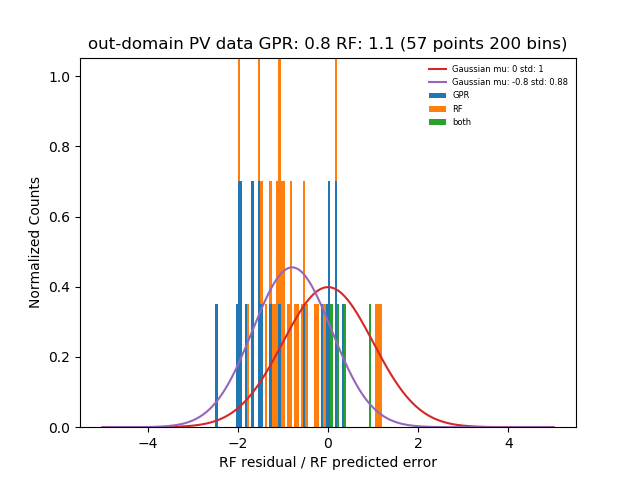 out-domain PV data GPR: 0.8 RF: 1.1 (57 points 200 bins)
Gaussian mu: 0 std: 1
Gaussian mu: -0.8 std: 0.88
GPR
RF
both
Normalized Counts
1.0
0.8
0.6
0.4
0.2
0.0
−4 −2 0 2 4
RF residual / RF predicted error